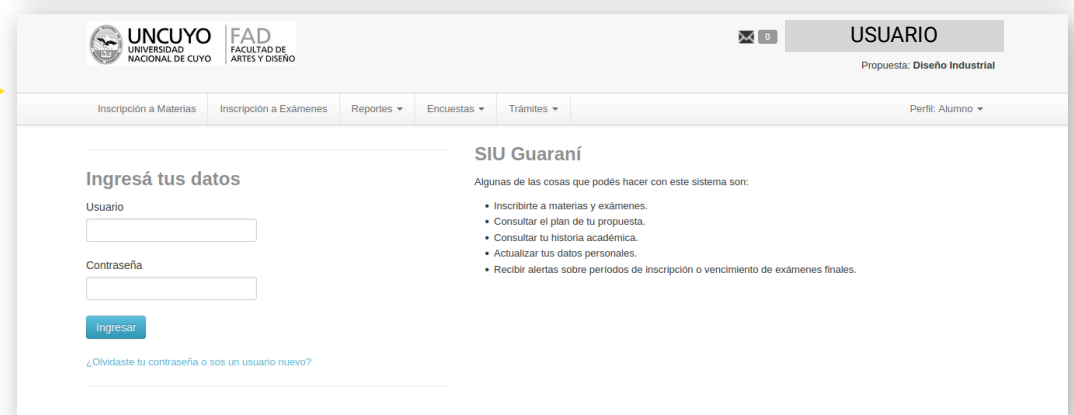 UNCUYO
UNIVERSIDAD
NACIONAL DE CUYO
FAD
FACULTAD DE
ARTES Y DISEÑO
0
USUARIO
Propuesta: Diseño Industrial
Inscripción a Materias
Inscripción a Exámenes
Reportes
Encuestas
Trámites
Perfil: Alumno
Ingresá tus datos
Usuario
Contraseña
Ingresar
¿Olvidaste tu contraseña o sos un usuario nuevo?
SIU Guaraní
Algunas de las cosas que podés hacer con este sistema son:
• Inscribirte a materias y exámenes.
• Consultar el plan de tu propuesta.
• Consultar tu historia académica.
• Actualizar tus datos personales.
• Recibir alertas sobre períodos de inscripción o vencimiento de exámenes finales.